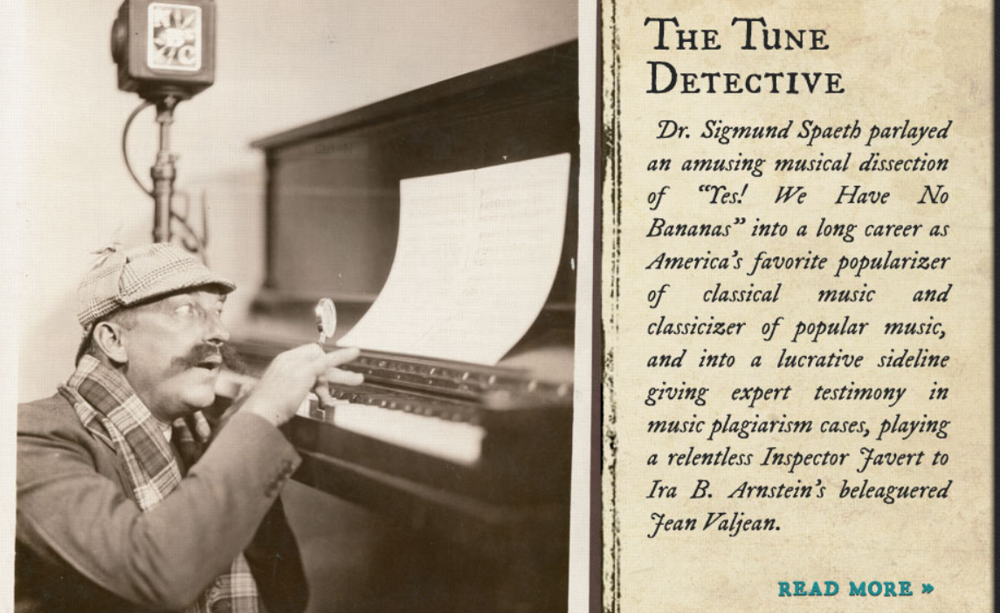 NBC
THE TUNE
DETECTIVE
Dr. Sigmund Spaeth parlayed
an amusing musical dissection
of “Yes! We Have No
Bananas” into a long career as
America’s favorite popularizer
of classical music and
classicizer of popular music,
and into a lucrative sideline
giving expert testimony in
music plagiarism cases, playing
a relentless Inspector Javert to
Ira B. Arnstein’s beleaguered
Jean Valjean.
READ MORE »